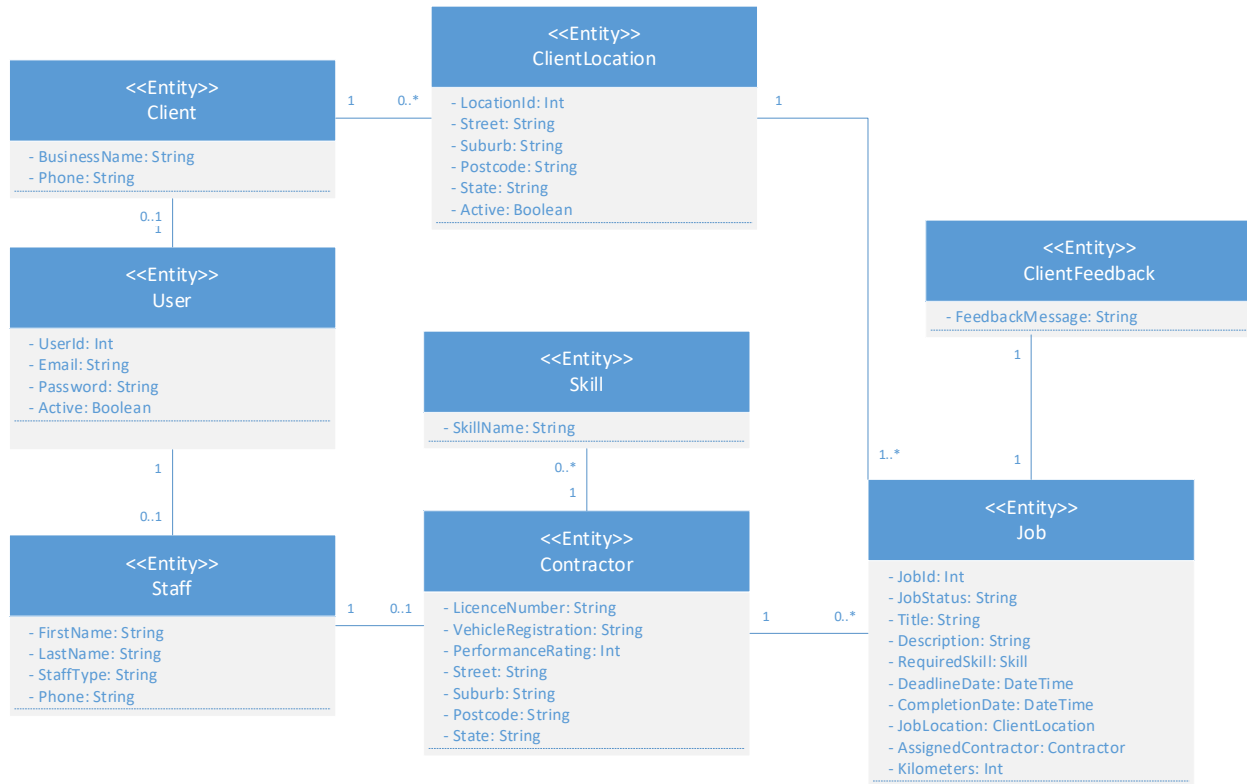 <<Entity>>
Client
- BusinessName: String
- Phone: String
1
0..*
<<Entity>>
ClientLocation
- LocationId: Int
- Street: String
- Suburb: String
- Postcode: String
- State: String
- Active: Boolean
1
0..1
1
<<Entity>>
User
- UserId: Int
- Email: String
- Password: String
- Active: Boolean
1
0..1
<<Entity>>
ClientFeedback
- FeedbackMessage: String
1
1
<<Entity>>
Skill
- SkillName: String
0..*
1
1..*
<<Entity>>
Staff
- FirstName: String
- LastName: String
- StaffType: String
- Phone: String
1
0..1
<<Entity>>
Contractor
- LicenceNumber: String
- VehicleRegistration: String
- PerformanceRating: Int
- Street: String
- Suburb: String
- Postcode: String
- State: String
1
0..*
<<Entity>>
Job
- JobId: Int
- JobStatus: String
- Title: String
- Description: String
- RequiredSkill: Skill
- DeadlineDate: DateTime
- CompletionDate: DateTime
- JobLocation: ClientLocation
- AssignedContractor: Contractor
- Kilometers: Int